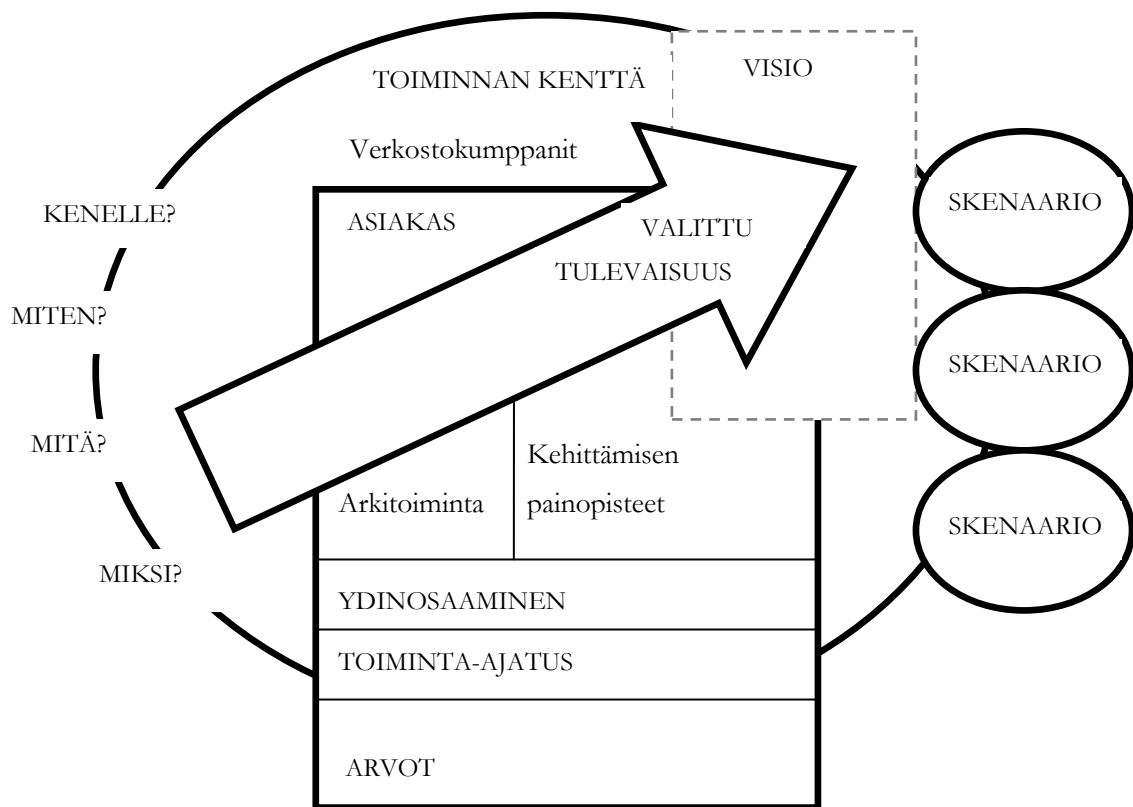 TOIMINNAN KENTTÄ
VISIO
Verkostokumppanit
KENELLE?
ASIAKAS
VALITTU
TULEVAISUUS
SKENAARIO
MITEN?
SKENAARIO
MITÄ?
Arkitoiminta
Kehittämisen
painopisteet
SKENAARIO
MIKSI?
YDINOSAAMINEN
TOIMINTA-AJATUS
ARVOT